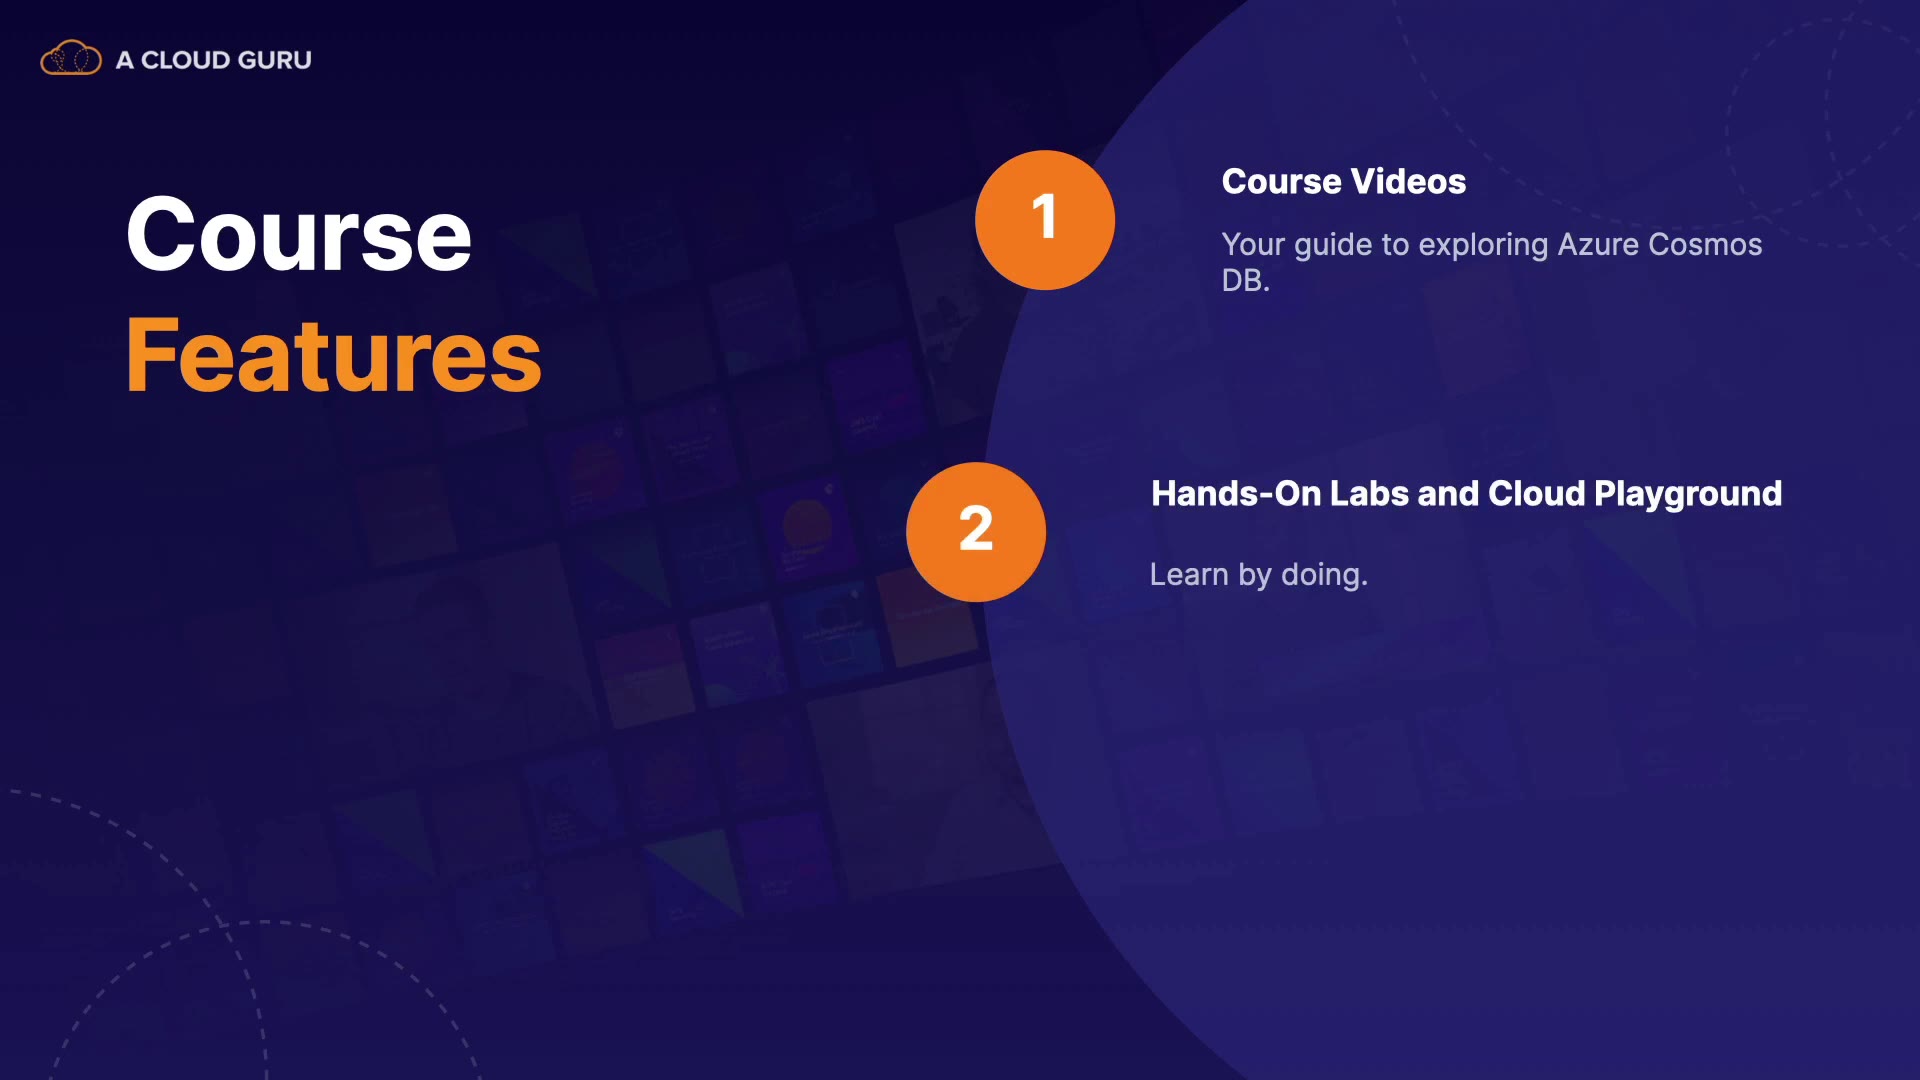 A CLOUD GURU
Course
Features
1
Course Videos
Your guide to exploring Azure Cosmos
DB.
2
Hands-On Labs and Cloud Playground
Learn by doing.